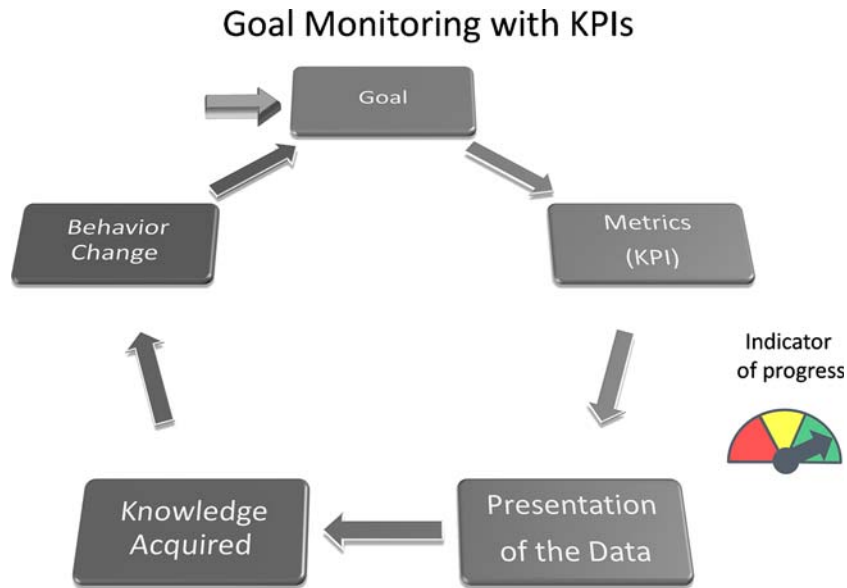 Goal Monitoring with KPIs
Goal
Metrics
(KPI)
Indicator
of progress
Presentation
of the Data
Knowledge
Acquired
Behavior
Change